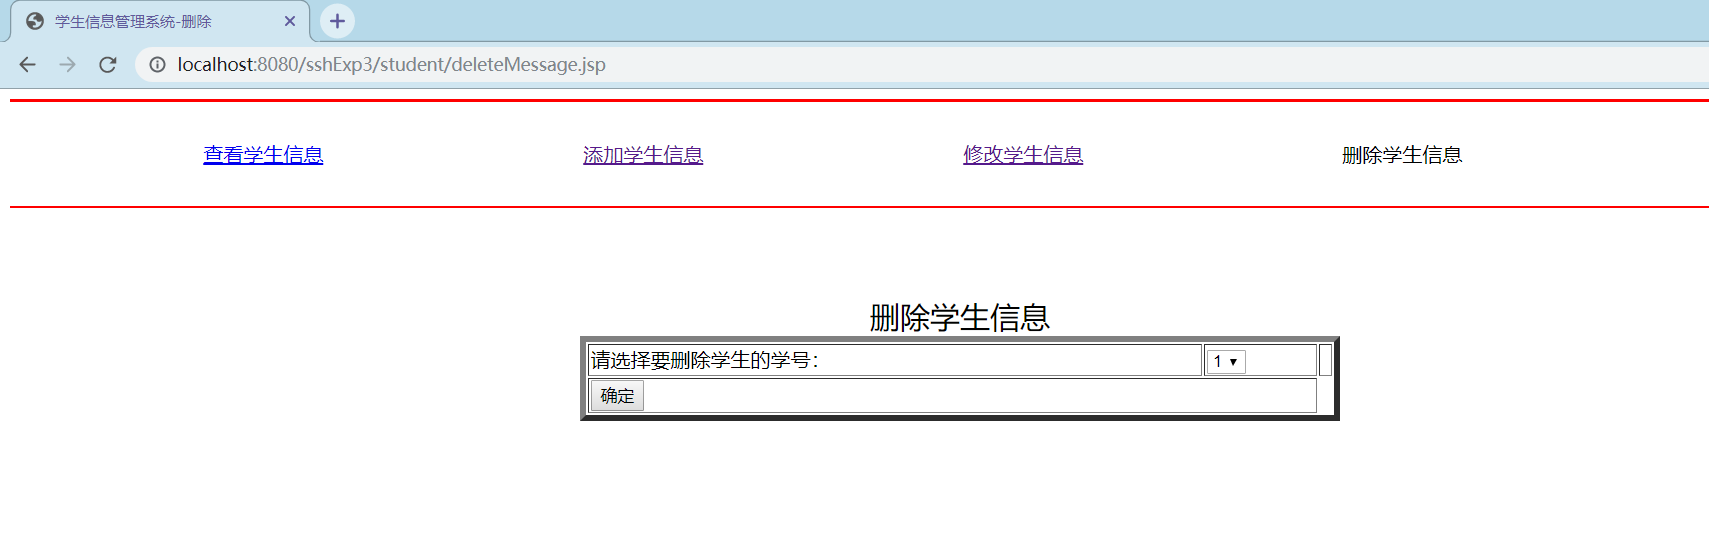 学生信息管理系统-删除
localhost:8080/sshExp3/student/deleteMessage.jsp
查看学生信息 添加学生信息 修改学生信息 删除学生信息
删除学生信息
请选择要删除学生的学号： 1
确定